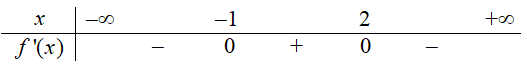 x –∞ –1 2 +∞
f'(x) – 0 + 0 –